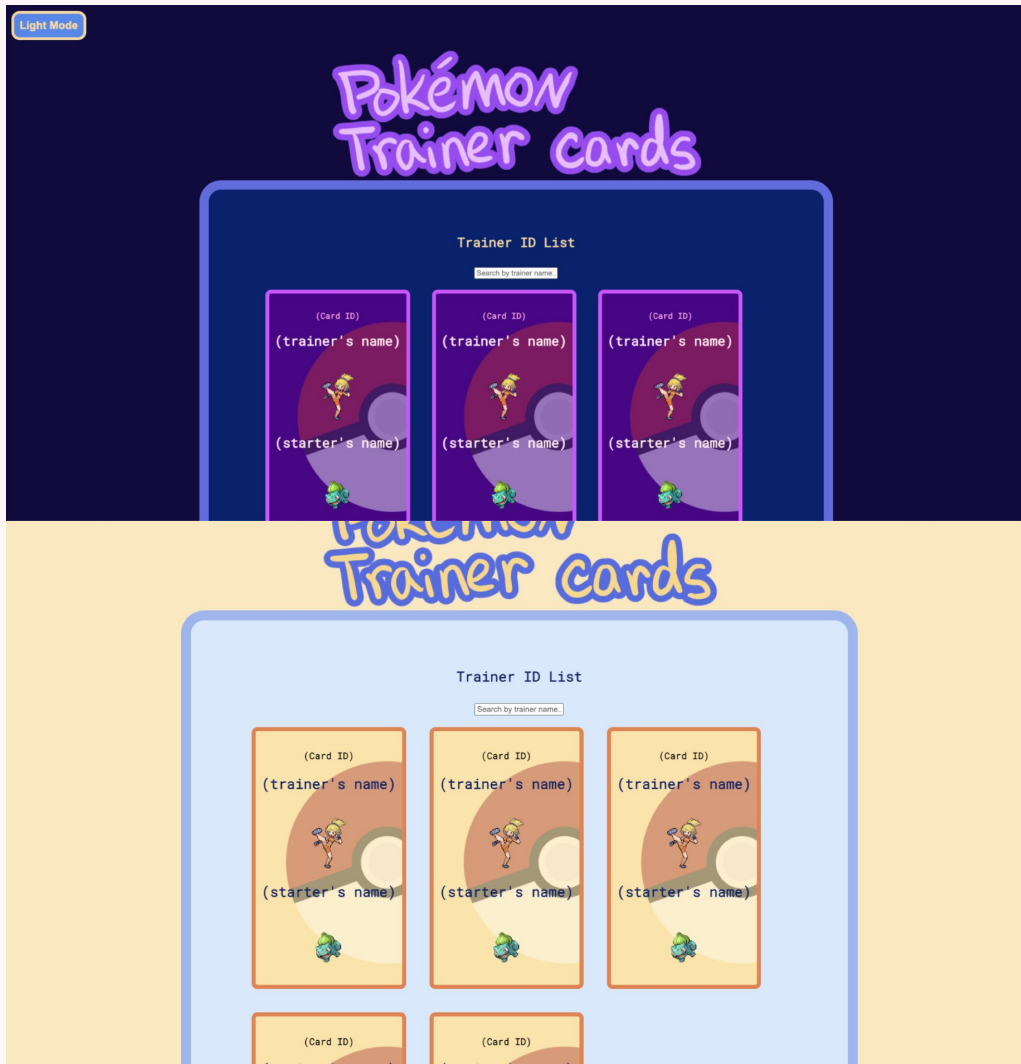 Light Mode
Pokémon
Trainer cards
Trainer ID List
Search by trainer name..
(Card ID) (Card ID) (Card ID)
(trainer's name) (trainer's name) (trainer's name)
(starter's name) (starter's name) (starter's name)
Pokémon
Trainer cards
Trainer ID List
Search by trainer name..
(Card ID) (Card ID) (Card ID)
(trainer's name) (trainer's name) (trainer's name)
(starter's name) (starter's name) (starter's name)
(Card ID) (Card ID)